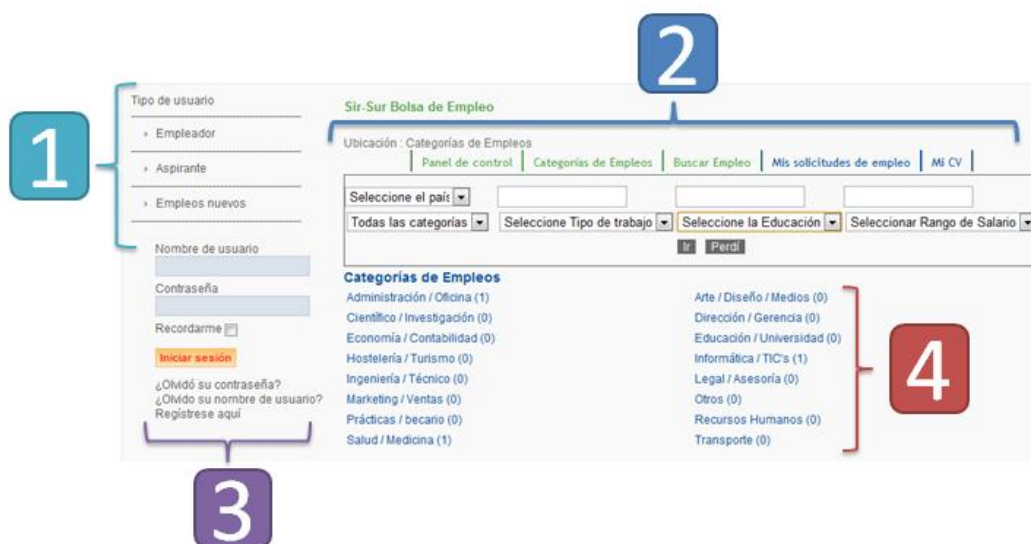 1
Tipo de usuario
› Empleador
› Aspirante
› Empleos nuevos
Nombre de usuario
Contraseña
Recordarme
Iniciar sesión
¿Olvidó su contraseña?
¿Olvido su nombre de usuario?
Regístrese aquí
3
2
Sir-Sur Bolsa de Empleo
Ubicación : Categorías de Empleos
Panel de control | Categorías de Empleos | Buscar Empleo | Mis solicitudes de empleo | Mi CV
Seleccione el paí
Todas las categorías Seleccione Tipo de trabajo Seleccione la Educación Seleccionar Rango de Salario
Ir Perdí
Categorías de Empleos
Administración / Oficina (1) Arte / Diseño / Medios (0)
Científico / Investigación (0) Dirección / Gerencia (0)
Economía / Contabilidad (0) Educación / Universidad (0)
Hostelería / Turismo (0) Informática / TIC's (1)
Ingeniería / Técnico (0) Legal / Asesoría (0)
Marketing / Ventas (0) Otros (0)
Prácticas / becario (0) Recursos Humanos (0)
Salud / Medicina (1) Transporte (0)
4